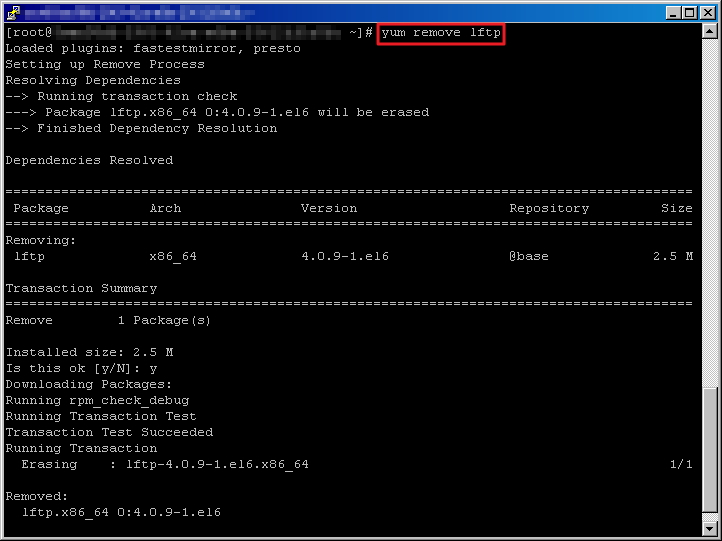 [root@ ~]# yum remove lftp
Loaded plugins: fastestmirror, presto
Setting up Remove Process
Resolving Dependencies
--> Running transaction check
---> Package lftp.x86_64 0:4.0.9-1.el6 will be erased
--> Finished Dependency Resolution
Dependencies Resolved
================================================================================
Package Arch Version Repository Size
================================================================================
Removing:
lftp x86_64 4.0.9-1.el6 @base 2.5 M
Transaction Summary
================================================================================
Remove 1 Package(s)
Installed size: 2.5 M
Is this ok [y/N]: y
Downloading Packages:
Running rpm_check_debug
Running Transaction Test
Transaction Test Succeeded
Running Transaction
Erasing : lftp-4.0.9-1.el6.x86_64 1/1
Removed:
lftp.x86_64 0:4.0.9-1.el6